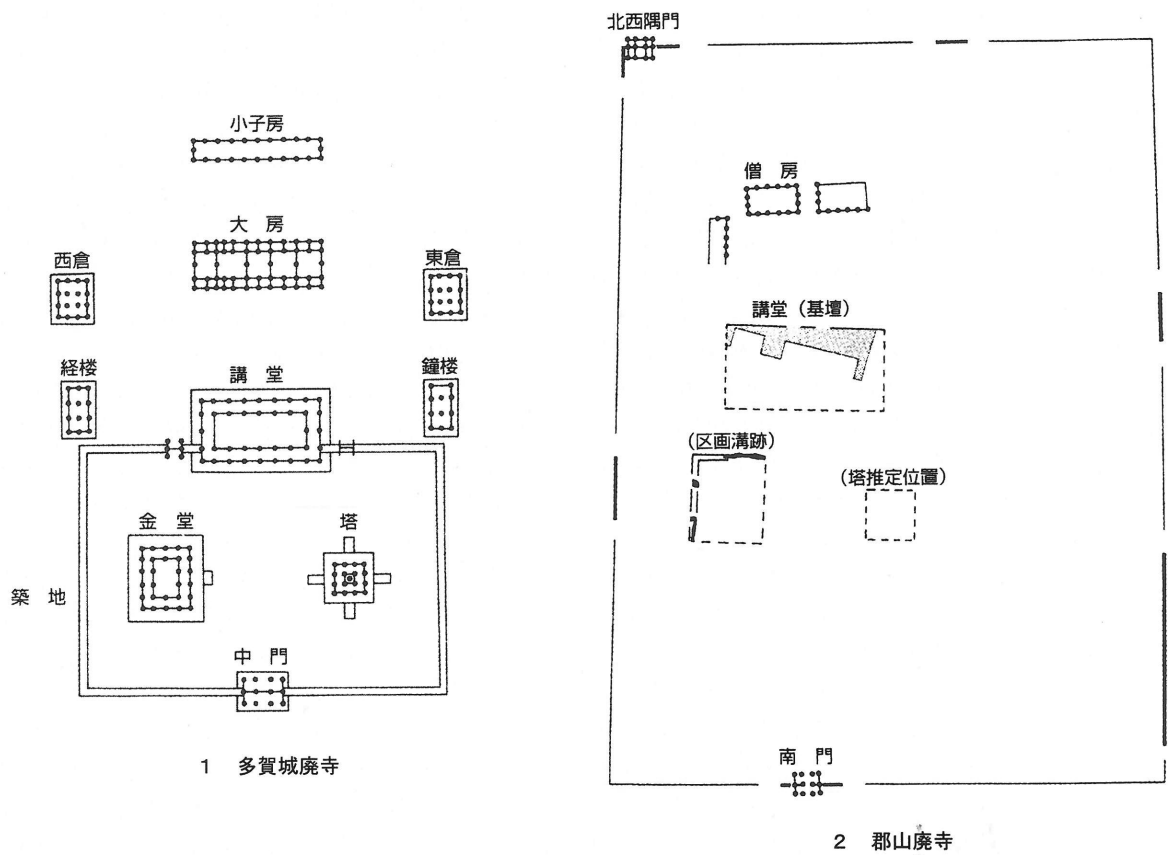 小子房
大 房
西倉
東倉
経楼
講 堂
鐘楼
金 堂
塔
築 地
中 門
1 多賀城廃寺
北西隅門
僧 房
講堂（基壇）
（区画溝跡）
（塔推定位置）
南 門
2 郡山廃寺